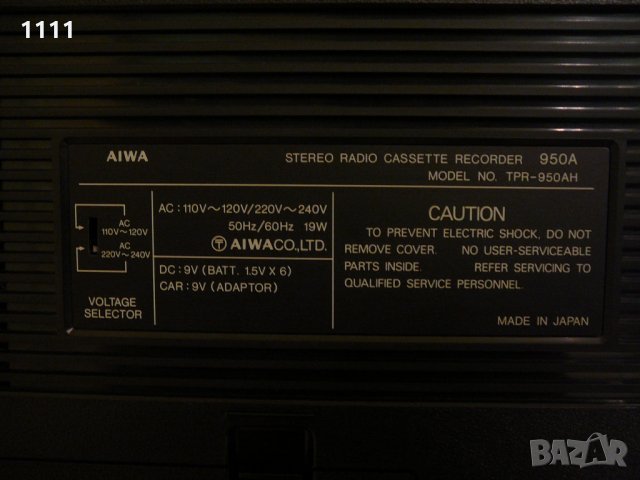 1111
AIWA
STEREO RADIO CASSETTE RECORDER 950A
MODEL NO. TPR-950AH
AC
110V~120V
AC
220V~240V
VOLTAGE
SELECTOR
AC : 110V~120V/220V~240V
50Hz/60Hz 19W
T AIWA CO., LTD.
DC : 9V (BATT. 1.5V X 6)
CAR : 9V (ADAPTOR)
CAUTION
TO PREVENT ELECTRIC SHOCK, DO NOT
REMOVE COVER. NO USER-SERVICEABLE
PARTS INSIDE. REFER SERVICING TO
QUALIFIED SERVICE PERSONNEL.
MADE IN JAPAN
BAZAR